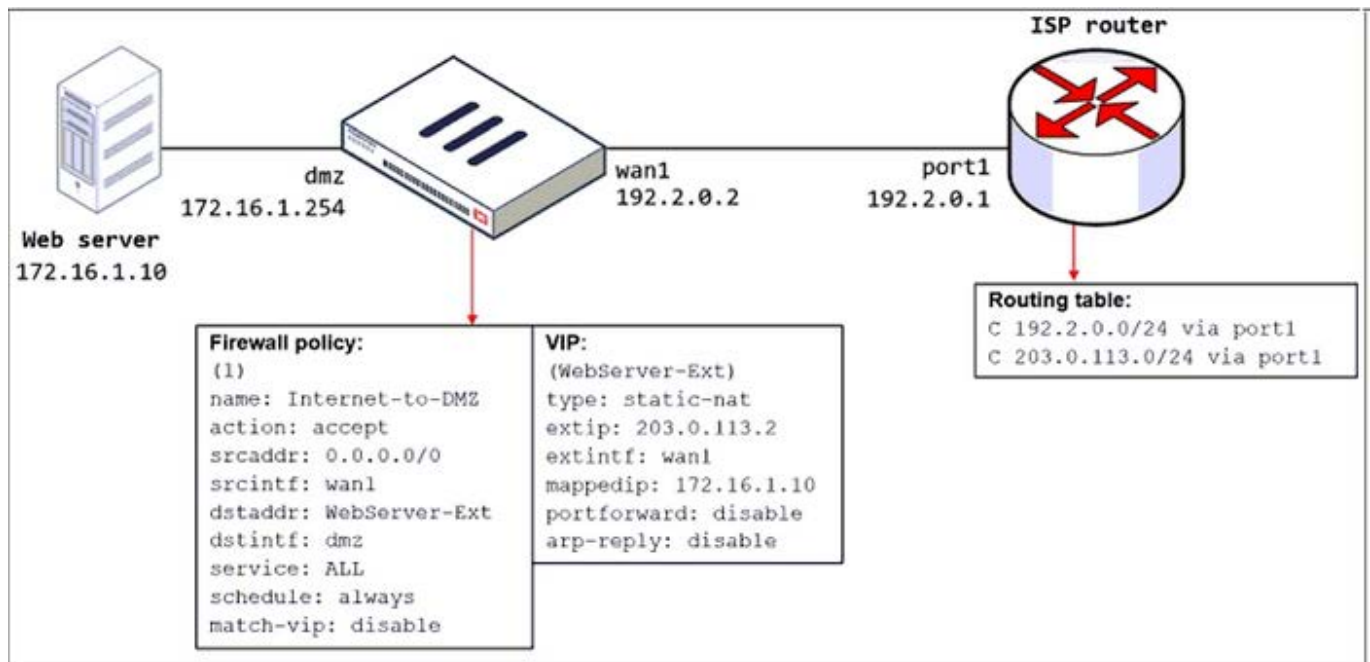 ISP router
dmz
172.16.1.254
wan1
192.2.0.2
port1
192.2.0.1
Web server
172.16.1.10
Routing table:
C 192.2.0.0/24 via port1
C 203.0.113.0/24 via port1
Firewall policy:
(1)
name: Internet-to-DMZ
action: accept
srcaddr: 0.0.0.0/0
srcintf: wan1
dstaddr: WebServer-Ext
dstintf: dmz
service: ALL
schedule: always
match-vip: disable
VIP:
(WebServer-Ext)
type: static-nat
extip: 203.0.113.2
extintf: wan1
mappedip: 172.16.1.10
portforward: disable
arp-reply: disable